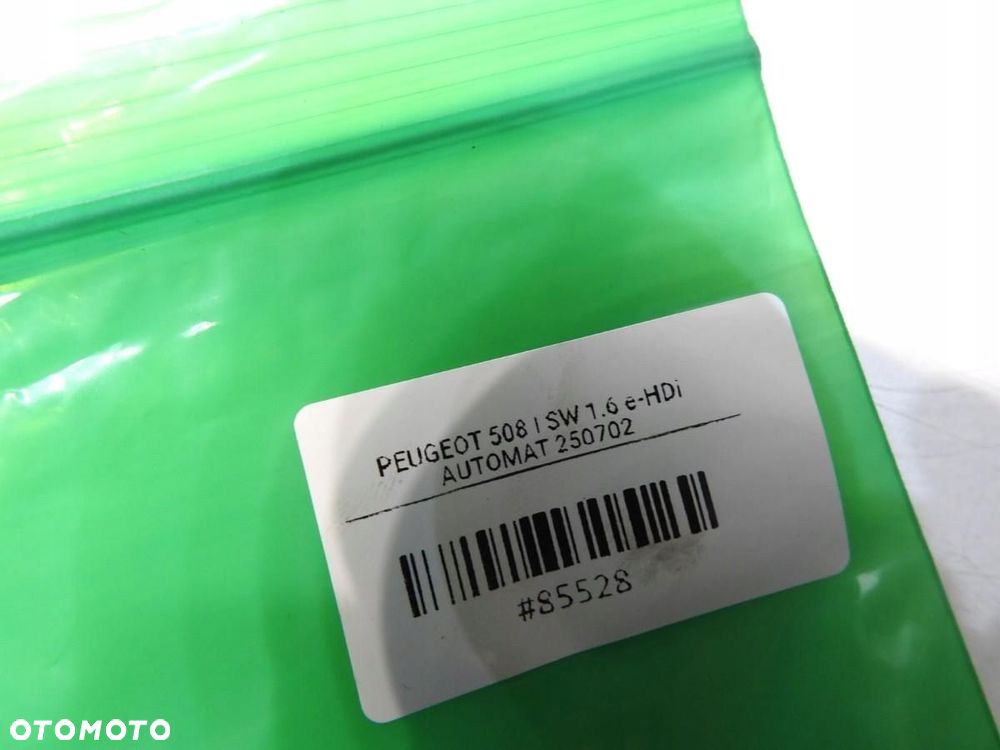 PEUGEOT 508 I SW 1.6 e-HDi
AUTOMAT 250702
#85528
OTOMOTO